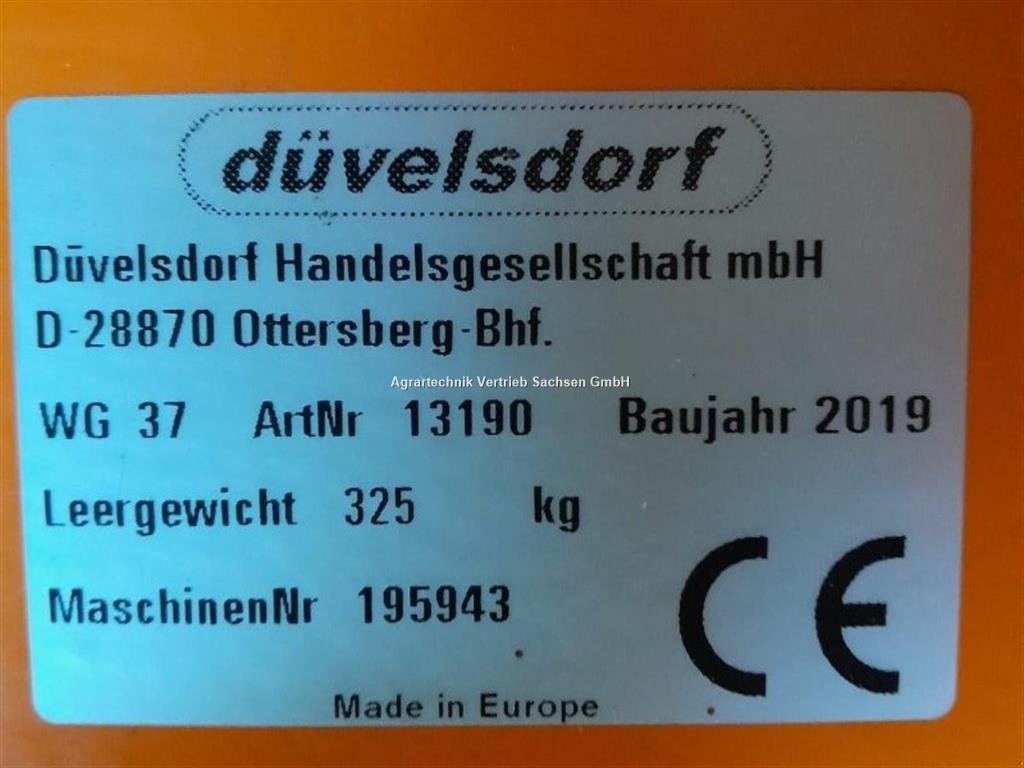 düvelsdorf
Düvelsdorf Handelsgesellschaft mbH
D-28870 Ottersberg-Bhf.
Agrartechnik Vertrieb Sachsen GmbH
WG 37 ArtNr 13190 Baujahr 2019
Leergewicht 325 kg
MaschinenNr 195943
CE
Made in Europe